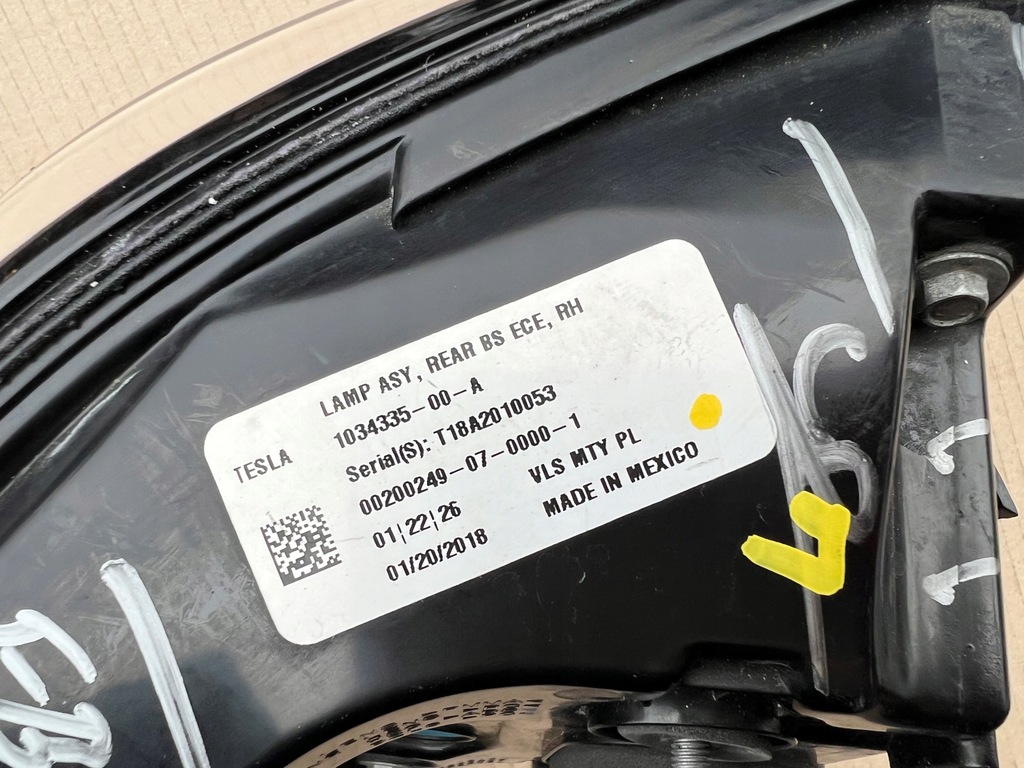 LAMP ASY, REAR BS ECE, RH
TESLA
1034335-00-A
Serial(S): T18A2010053
00200249-07-0000-1
01|22|26
VLS MTY PL
01/20/2018
MADE IN MEXICO